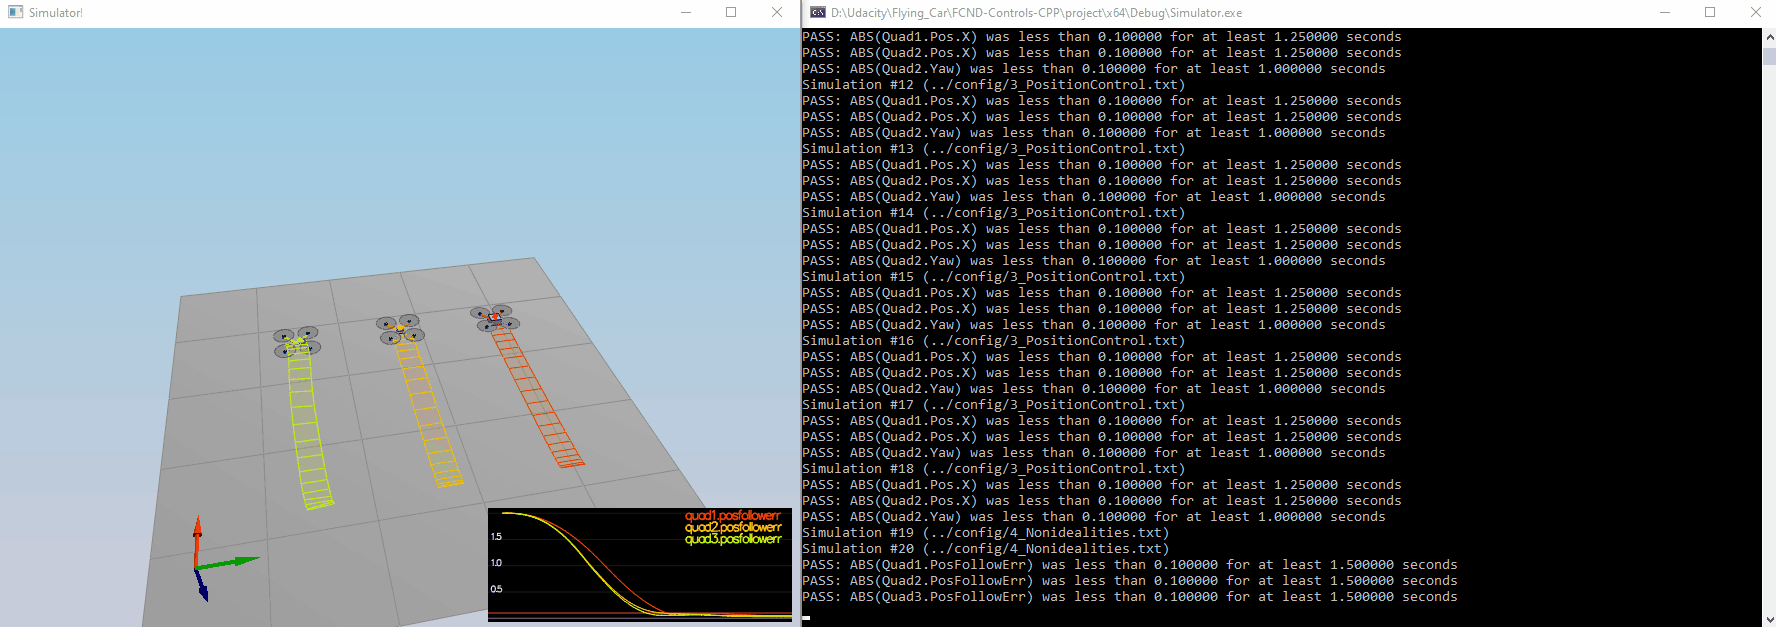 Simulator!
quad1.posfollowerr
quad2.posfollowerr
quad3.posfollowerr
1.5
1.0
0.5
D:\Udacity\Flying_Car\FCND-Controls-CPP\project\x64\Debug\Simulator.exe
PASS: ABS(Quad1.Pos.X) was less than 0.100000 for at least 1.250000 seconds
PASS: ABS(Quad2.Pos.X) was less than 0.100000 for at least 1.250000 seconds
PASS: ABS(Quad2.Yaw) was less than 0.100000 for at least 1.000000 seconds
Simulation #12 (../config/3_PositionControl.txt)
PASS: ABS(Quad1.Pos.X) was less than 0.100000 for at least 1.250000 seconds
PASS: ABS(Quad2.Pos.X) was less than 0.100000 for at least 1.250000 seconds
PASS: ABS(Quad2.Yaw) was less than 0.100000 for at least 1.000000 seconds
Simulation #13 (../config/3_PositionControl.txt)
PASS: ABS(Quad1.Pos.X) was less than 0.100000 for at least 1.250000 seconds
PASS: ABS(Quad2.Pos.X) was less than 0.100000 for at least 1.250000 seconds
PASS: ABS(Quad2.Yaw) was less than 0.100000 for at least 1.000000 seconds
Simulation #14 (../config/3_PositionControl.txt)
PASS: ABS(Quad1.Pos.X) was less than 0.100000 for at least 1.250000 seconds
PASS: ABS(Quad2.Pos.X) was less than 0.100000 for at least 1.250000 seconds
PASS: ABS(Quad2.Yaw) was less than 0.100000 for at least 1.000000 seconds
Simulation #15 (../config/3_PositionControl.txt)
PASS: ABS(Quad1.Pos.X) was less than 0.100000 for at least 1.250000 seconds
PASS: ABS(Quad2.Pos.X) was less than 0.100000 for at least 1.250000 seconds
PASS: ABS(Quad2.Yaw) was less than 0.100000 for at least 1.000000 seconds
Simulation #16 (../config/3_PositionControl.txt)
PASS: ABS(Quad1.Pos.X) was less than 0.100000 for at least 1.250000 seconds
PASS: ABS(Quad2.Pos.X) was less than 0.100000 for at least 1.250000 seconds
PASS: ABS(Quad2.Yaw) was less than 0.100000 for at least 1.000000 seconds
Simulation #17 (../config/3_PositionControl.txt)
PASS: ABS(Quad1.Pos.X) was less than 0.100000 for at least 1.250000 seconds
PASS: ABS(Quad2.Pos.X) was less than 0.100000 for at least 1.250000 seconds
PASS: ABS(Quad2.Yaw) was less than 0.100000 for at least 1.000000 seconds
Simulation #18 (../config/3_PositionControl.txt)
PASS: ABS(Quad1.Pos.X) was less than 0.100000 for at least 1.250000 seconds
PASS: ABS(Quad2.Pos.X) was less than 0.100000 for at least 1.250000 seconds
PASS: ABS(Quad2.Yaw) was less than 0.100000 for at least 1.000000 seconds
Simulation #19 (../config/4_Nonidealities.txt)
Simulation #20 (../config/4_Nonidealities.txt)
PASS: ABS(Quad1.PosFollowErr) was less than 0.100000 for at least 1.500000 seconds
PASS: ABS(Quad2.PosFollowErr) was less than 0.100000 for at least 1.500000 seconds
PASS: ABS(Quad3.PosFollowErr) was less than 0.100000 for at least 1.500000 seconds